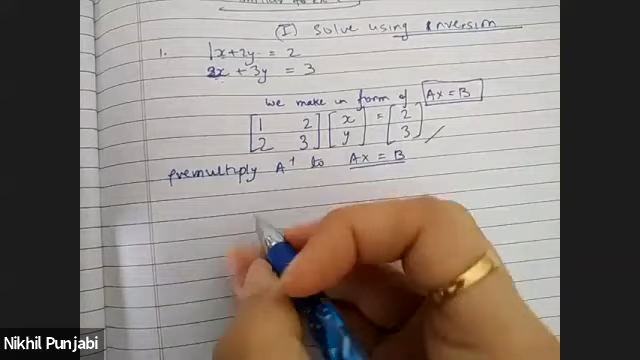 (I) Solve using Inversion
1. 1x + 2y = 2
2x + 3y = 3
We make in form of AX = B
[1 2 2 3] [x y] = [2 3]
premultiply A⁻¹ to AX = B
Nikhil Punjabi